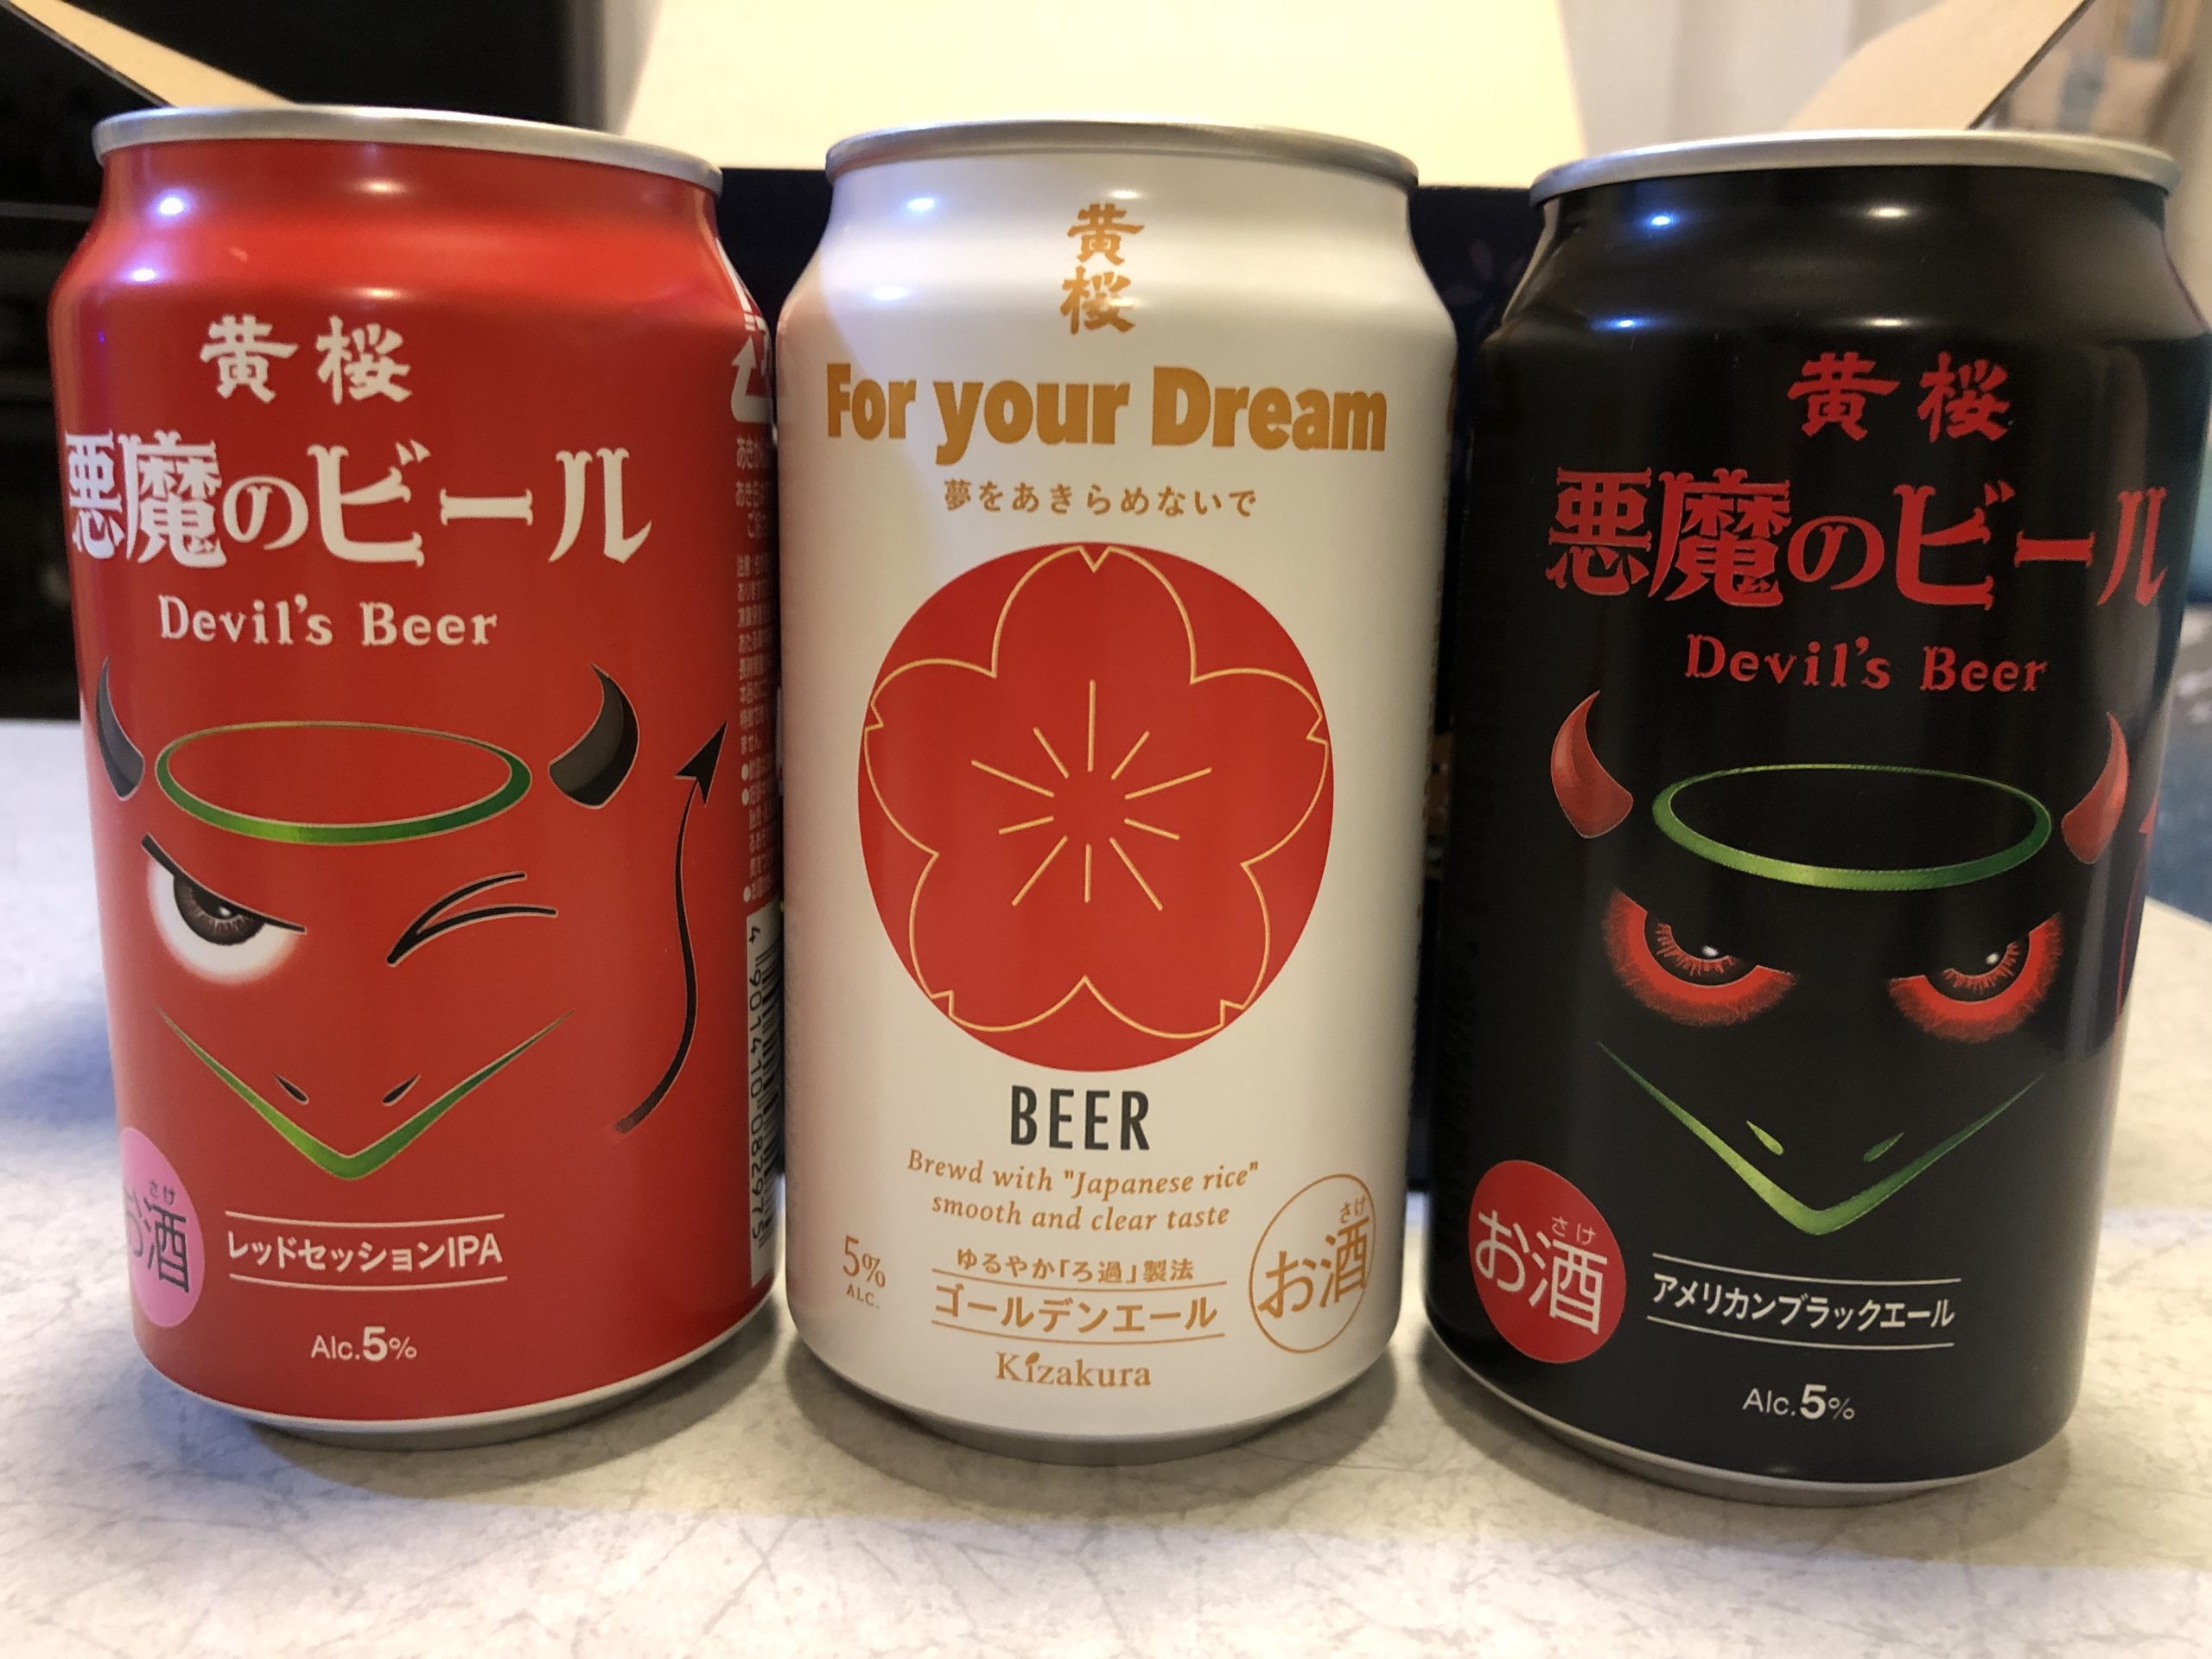 黄桜
悪魔のビール
Devil's Beer
さけ
お酒
レッドセッションIPA
Alc.5%
4 901410 082975
黄桜
For your Dream
夢をあきらめないで
BEER
Brewd with "Japanese rice"
smooth and clear taste
5%
ALC.
ゆるやか「ろ過」製法
ゴールデンエール
さけ
お酒
Kizakura
黄桜
悪魔のビール
Devil's Beer
さけ
お酒
アメリカンブラックエール
Alc.5%